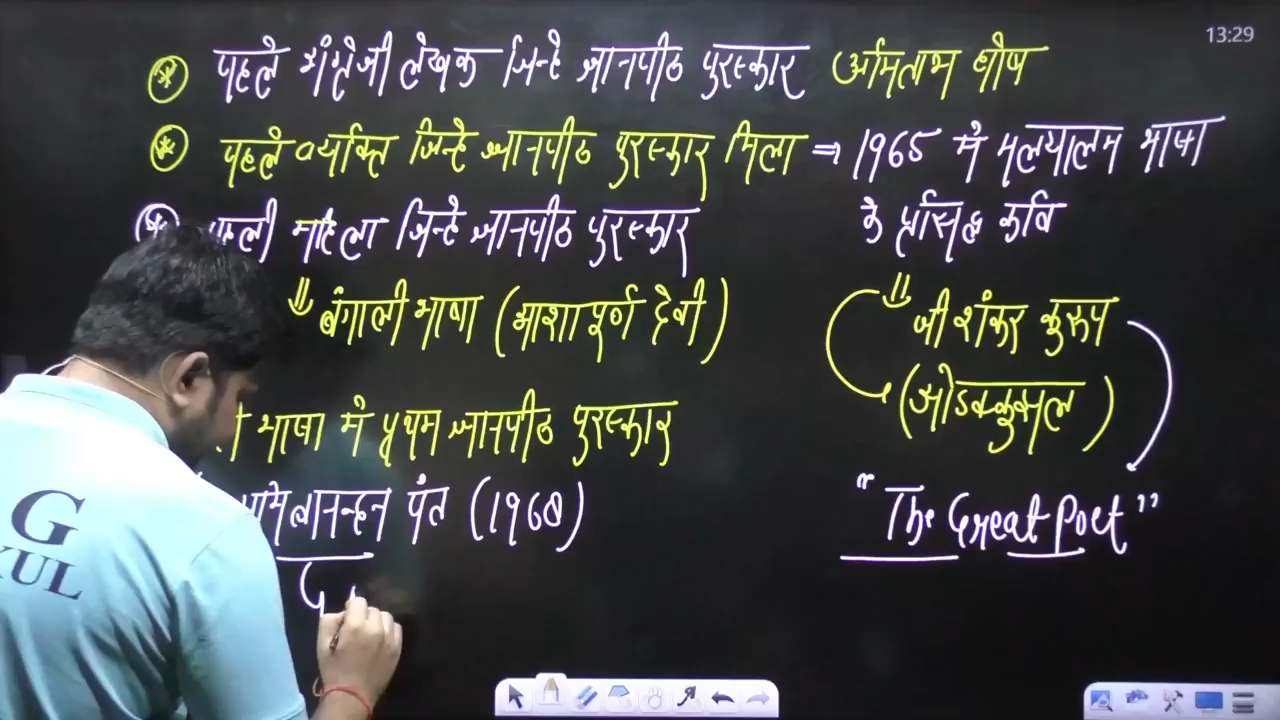 13:29
पहले अंग्रेजी लेखक जिन्हे ज्ञानपीठ पुरस्कार अमिताभ घोष
पहले व्यक्ति जिन्हे ज्ञानपीठ पुरस्कार मिला ⇒ 1965 मे मलयालम भाषा
के प्रसिद्ध कवि
महिला जिन्हे ज्ञानपीठ पुरस्कार
बंगाली भाषा (आशापूर्ण देवी)
जी शंकर कुरूप
(ओडक्कुझल)
भाषा मे प्रथम ज्ञानपीठ पुरस्कार
पंत (1968)
"The Great Poet"
G
KUL